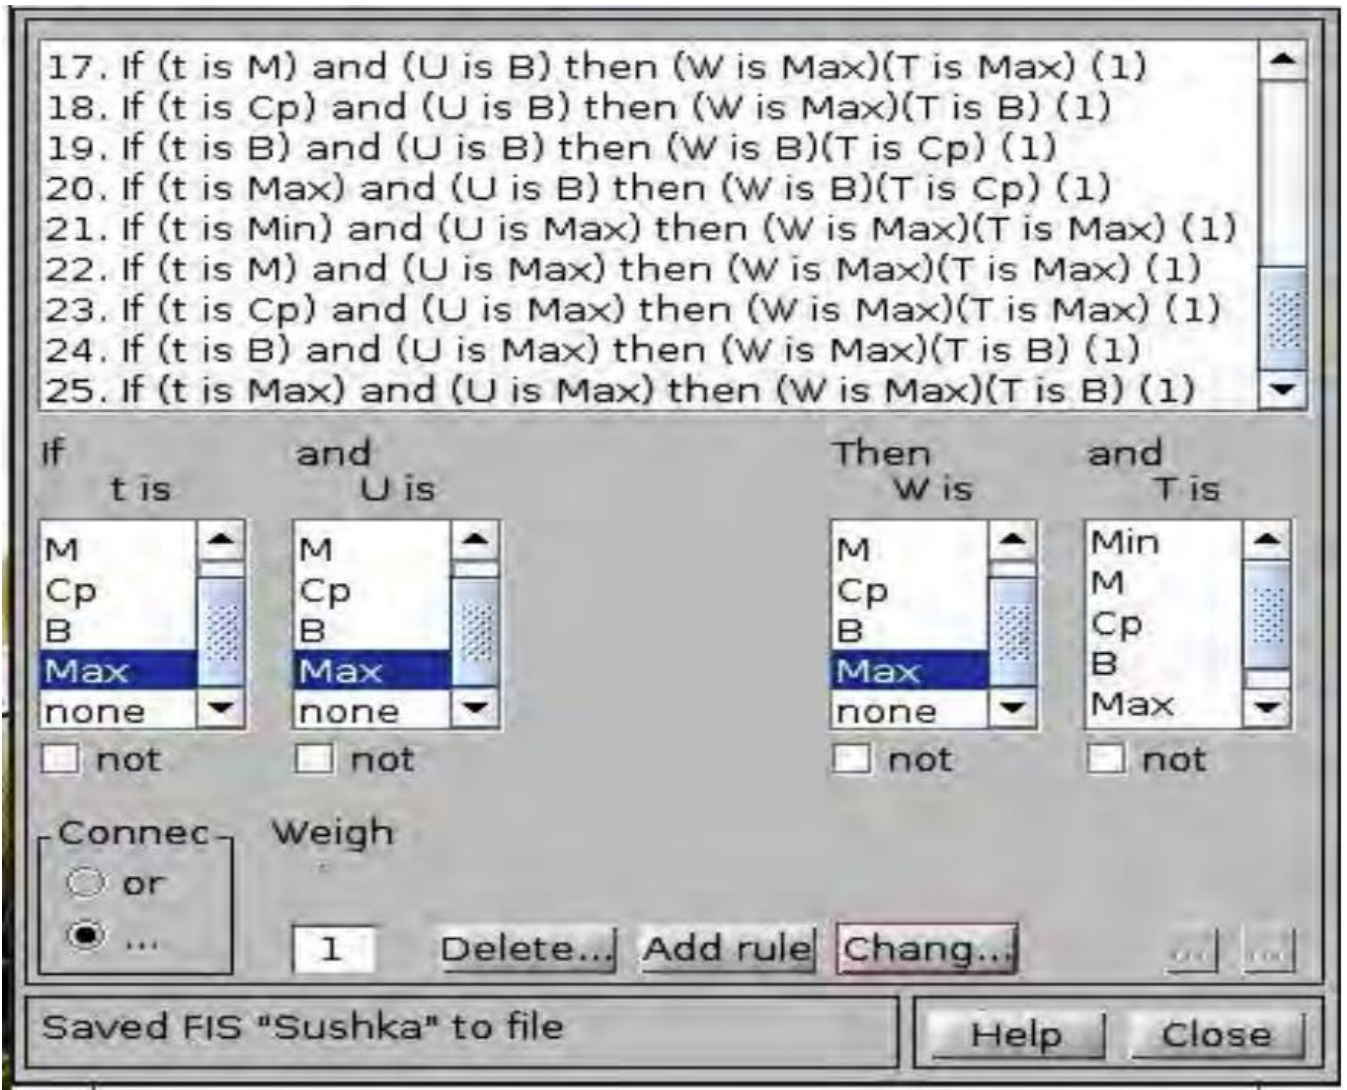 17. If (t is M) and (U is B) then (W is Max)(T is Max) (1)
18. If (t is Cp) and (U is B) then (W is Max)(T is B) (1)
19. If (t is B) and (U is B) then (W is B)(T is Cp) (1)
20. If (t is Max) and (U is B) then (W is B)(T is Cp) (1)
21. If (t is Min) and (U is Max) then (W is Max)(T is Max) (1)
22. If (t is M) and (U is Max) then (W is Max)(T is Max) (1)
23. If (t is Cp) and (U is Max) then (W is Max)(T is Max) (1)
24. If (t is B) and (U is Max) then (W is Max)(T is B) (1)
25. If (t is Max) and (U is Max) then (W is Max)(T is B) (1)
If and Then and
t is U is W is T is
M M M Min
Cp Cp Cp M
B B B Cp
Max Max Max B
none none none Max
not not not not
Connec Weigh
or
...
1 Delete... Add rule Chang... ... ...
Saved FIS "Sushka" to file Help Close